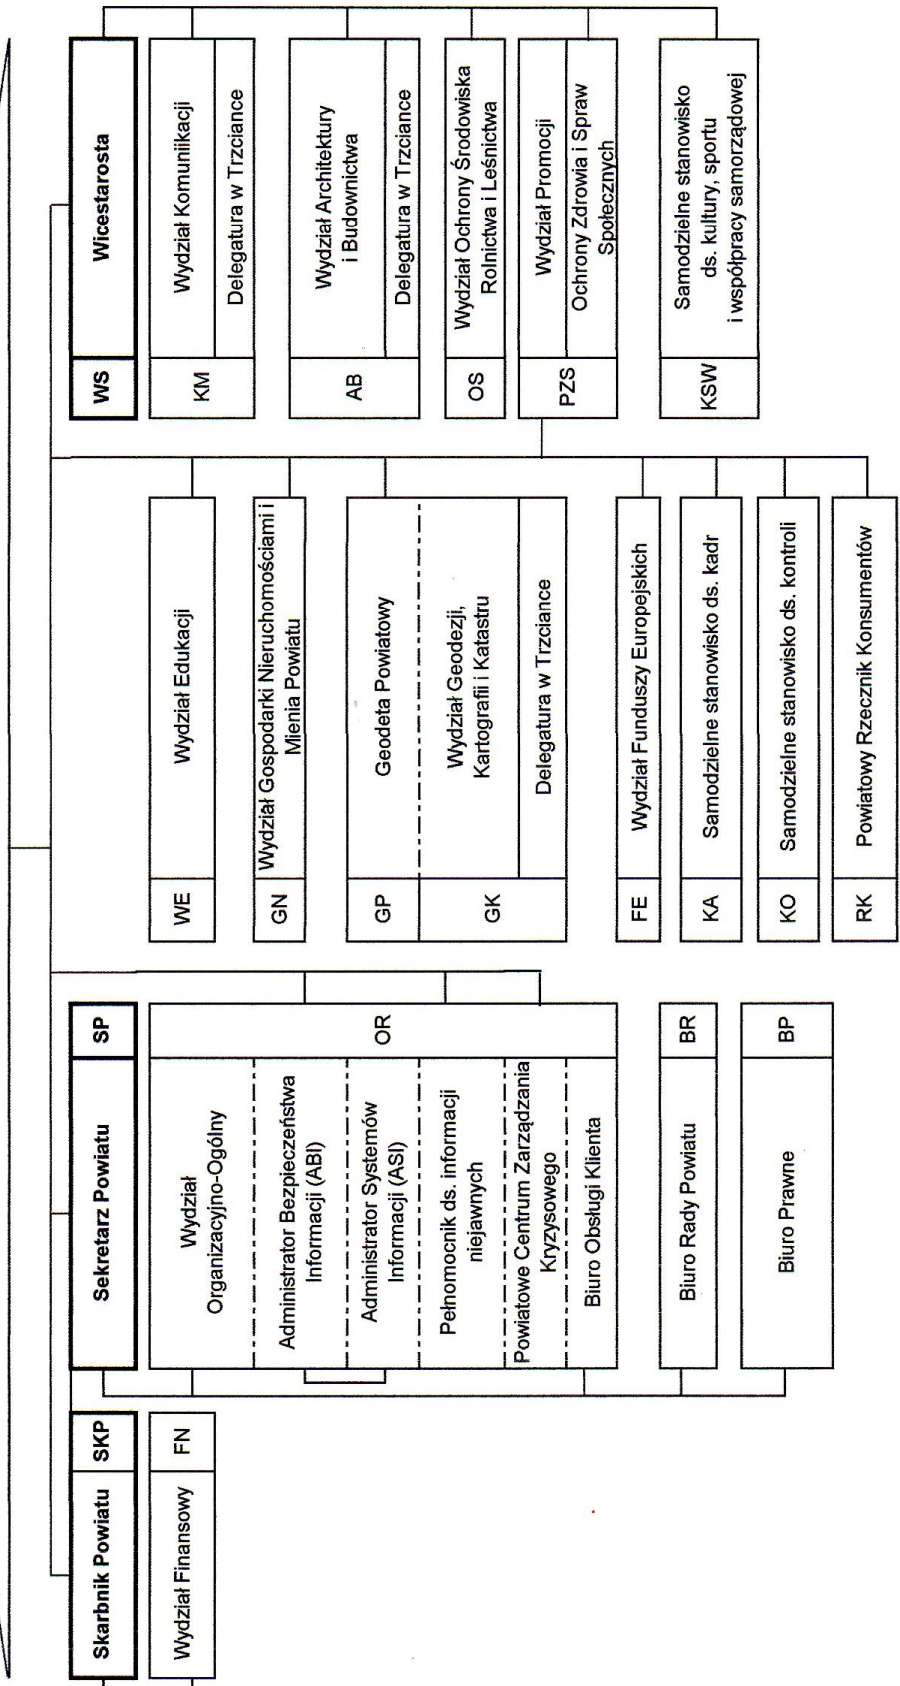 Skarbnik Powiatu
SKP
Wydział Finansowy
FN
Sekretarz Powiatu
SP
Wydział
Organizacyjno-Ogólny
Administrator Bezpieczeństwa
Informacji (ABI)
Administrator Systemów
Informacji (ASI)
Pełnomocnik ds. informacji
niejawnych
Powiatowe Centrum Zarządzania
Kryzysowego
Biuro Obsługi Klienta
OR
Biuro Rady Powiatu
BR
Biuro Prawne
BP
WE
Wydział Edukacji
GN
Wydział Gospodarki Nieruchomościami i
Mienia Powiatu
GP
Geodeta Powiatowy
GK
Wydział Geodezji,
Kartografii i Katastru
Delegatura w Trzciance
FE
Wydział Funduszy Europejskich
KA
Samodzielne stanowisko ds. kadr
KO
Samodzielne stanowisko ds. kontroli
RK
Powiatowy Rzecznik Konsumentów
WS
Wicestarosta
KM
Wydział Komuniikacji
Delegatura w Trzciance
AB
Wydział Architektury
i Budownictwa
Delegatura w Trzciance
OS
Wydział Ochrony Środowiska
Rolnictwa i Leśnictwa
PZS
Wydział Promocji
Ochrony Zdrowia i Spraw
Społecznych
KSW
Samodzielne stanowisko
ds. kultury, sportu
i współpracy samorządowej